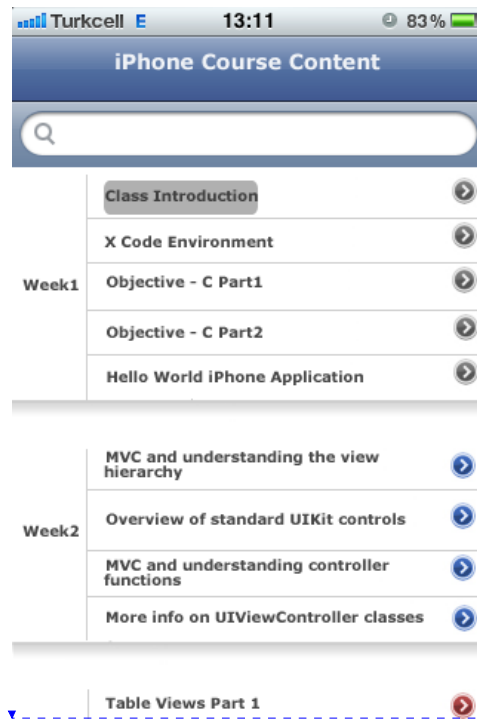 Turkcell E 13:11 83%
iPhone Course Content
Class Introduction
X Code Environment
Week1
Objective - C Part1
Objective - C Part2
Hello World iPhone Application
MVC and understanding the view
hierarchy
Overview of standard UIKit controls
Week2
MVC and understanding controller
functions
More info on UIViewController classes
Table Views Part 1